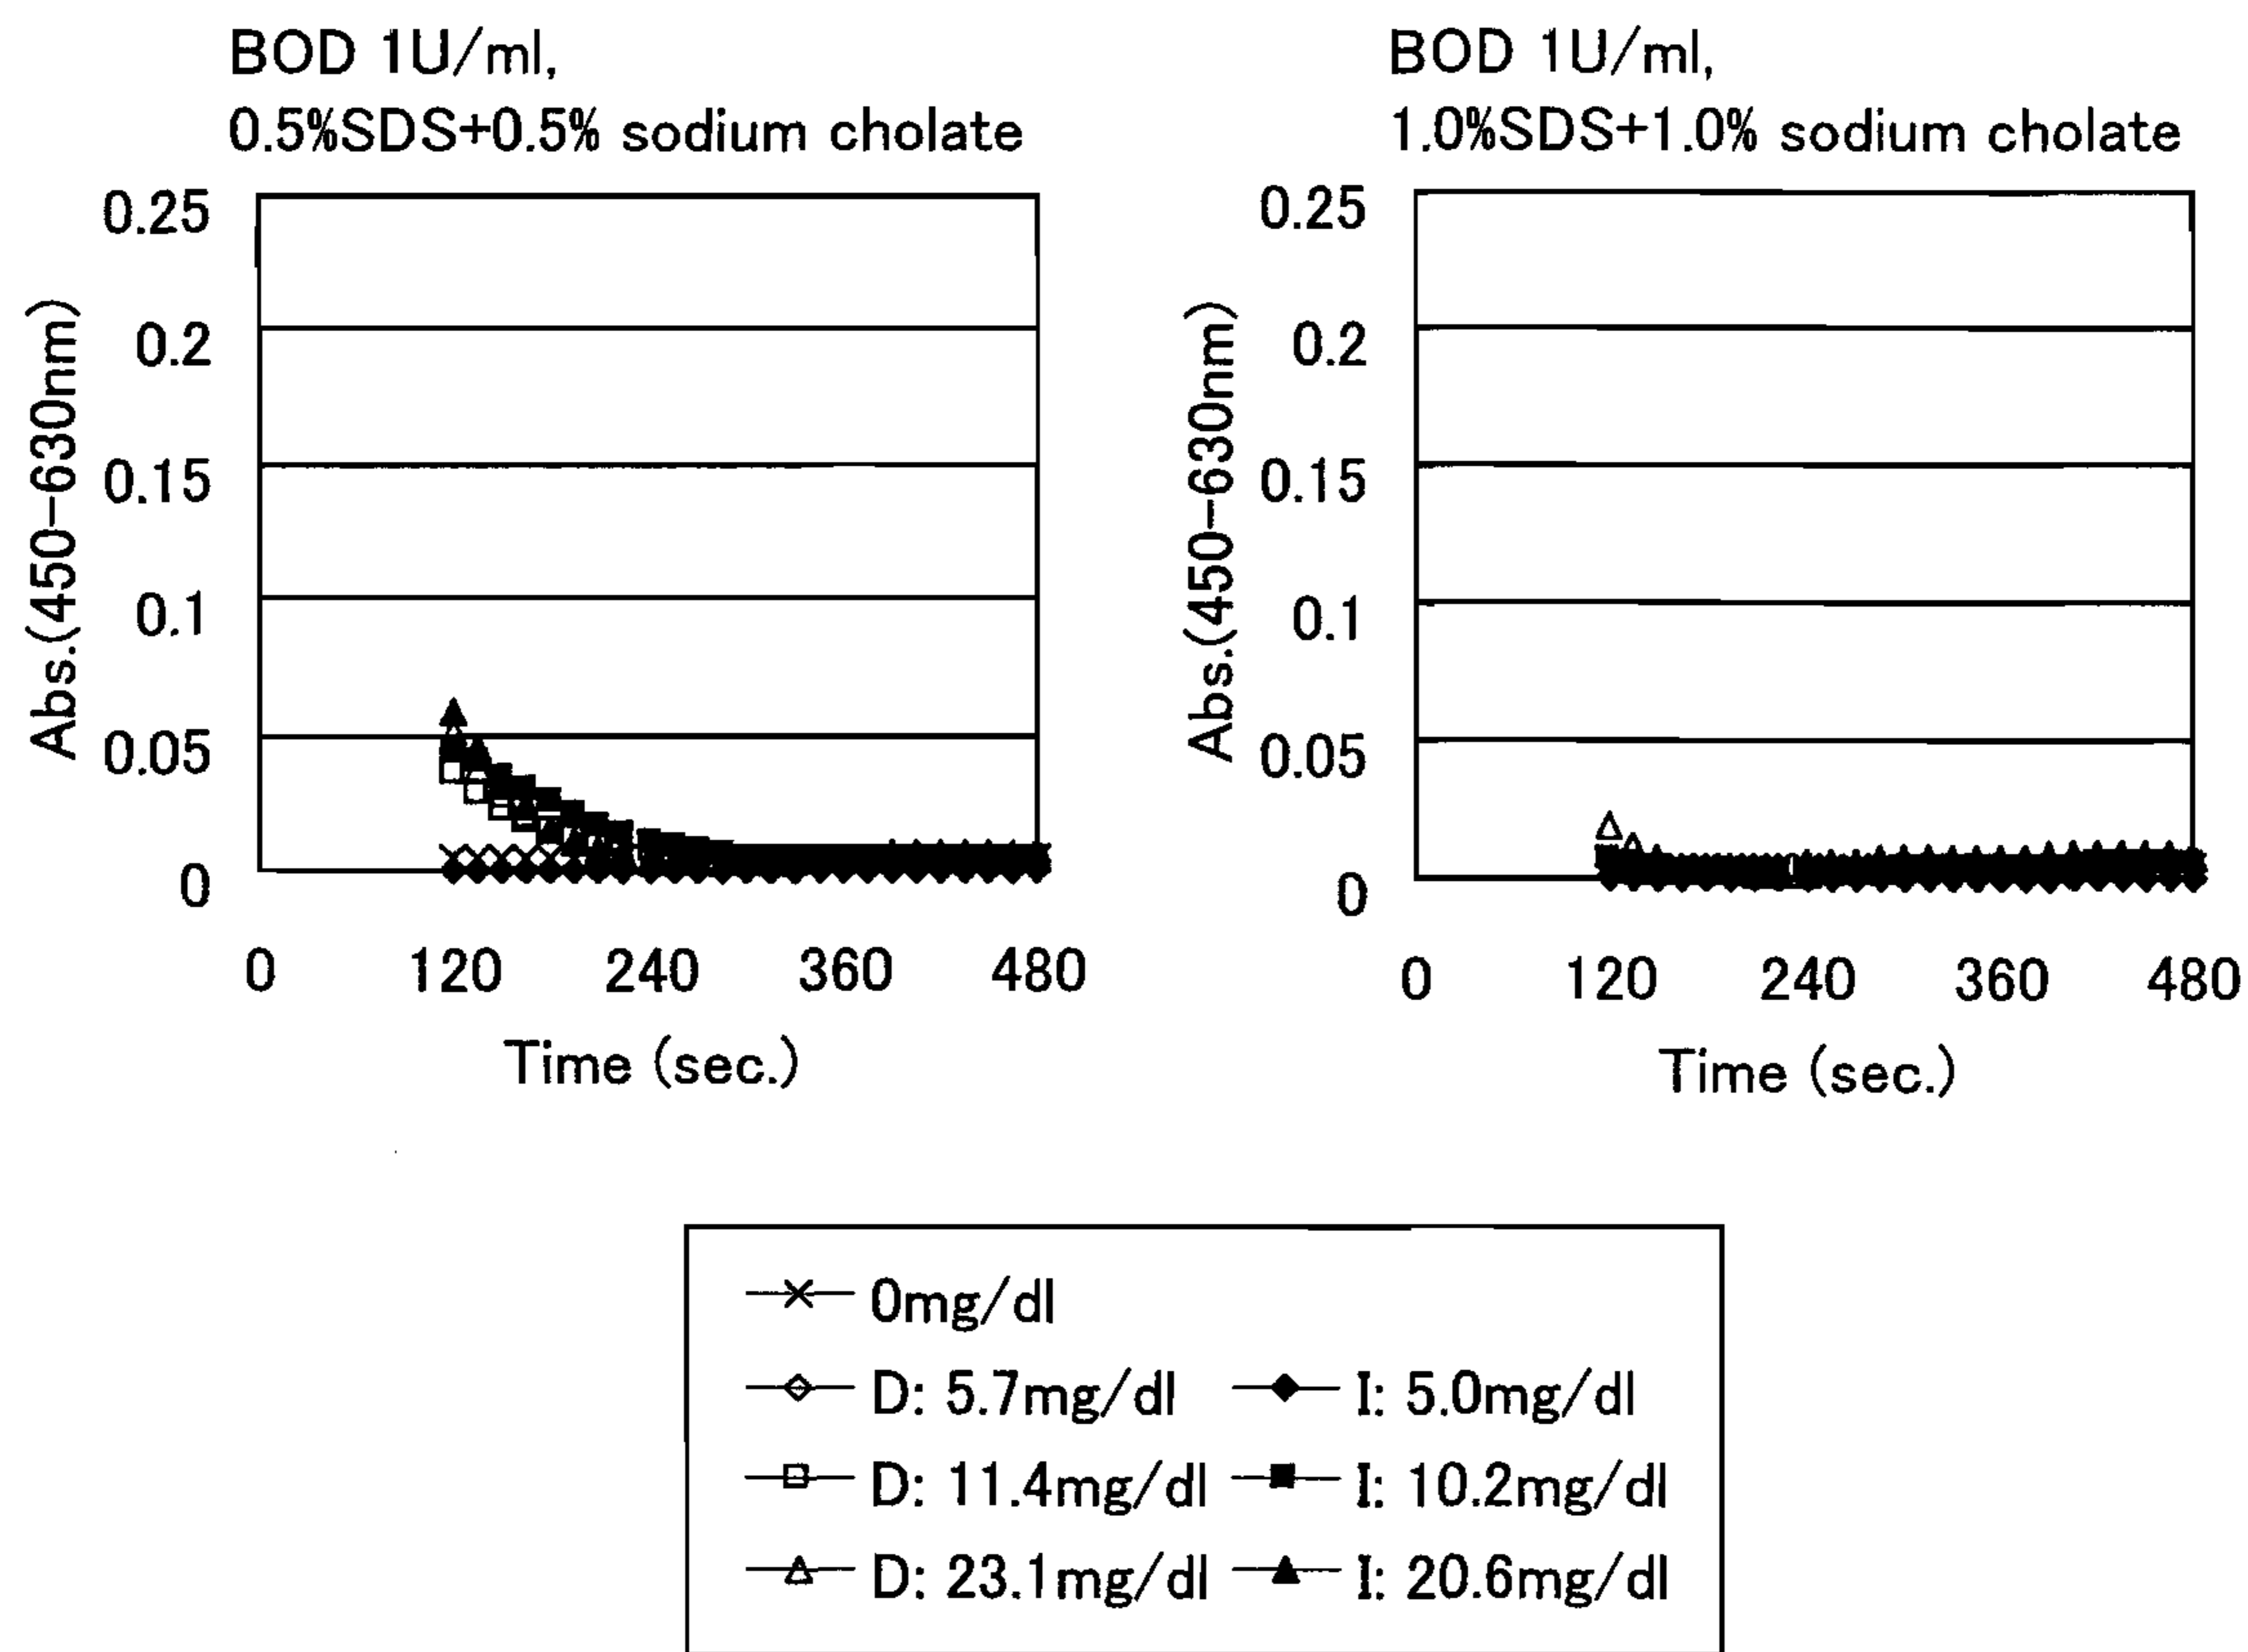 BOD 1U/ml,
0.5%SDS+0.5% sodium cholate
Abs.(450-630nm)
0.25
0.2
0.15
0.1
0.05
0
0 120 240 360 480
Time (sec.)
BOD 1U/ml,
1.0%SDS+1.0% sodium cholate
Abs.(450-630nm)
0.25
0.2
0.15
0.1
0.05
0
0 120 240 360 480
Time (sec.)
0mg/dl
D: 5.7mg/dl I: 5.0mg/dl
D: 11.4mg/dl I: 10.2mg/dl
D: 23.1mg/dl I: 20.6mg/dl